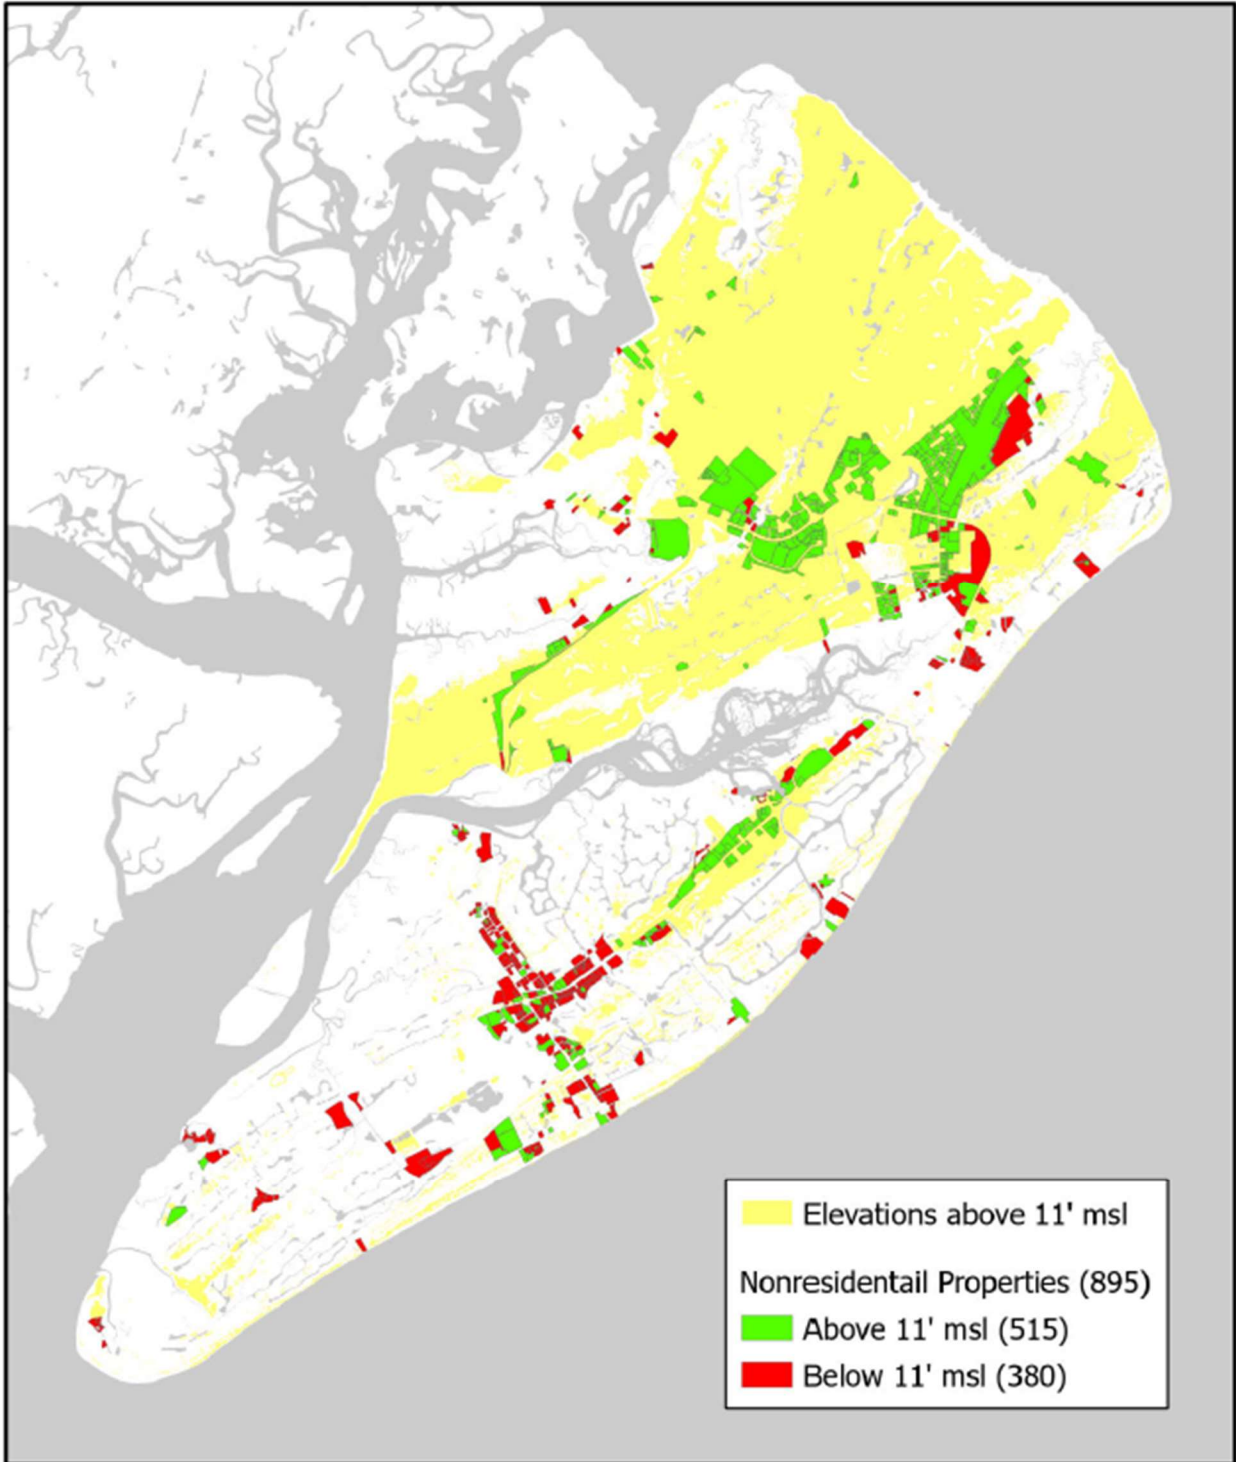 Elevations above 11' msl
Nonresidentail Properties (895)
Above 11' msl (515)
Below 11' msl (380)